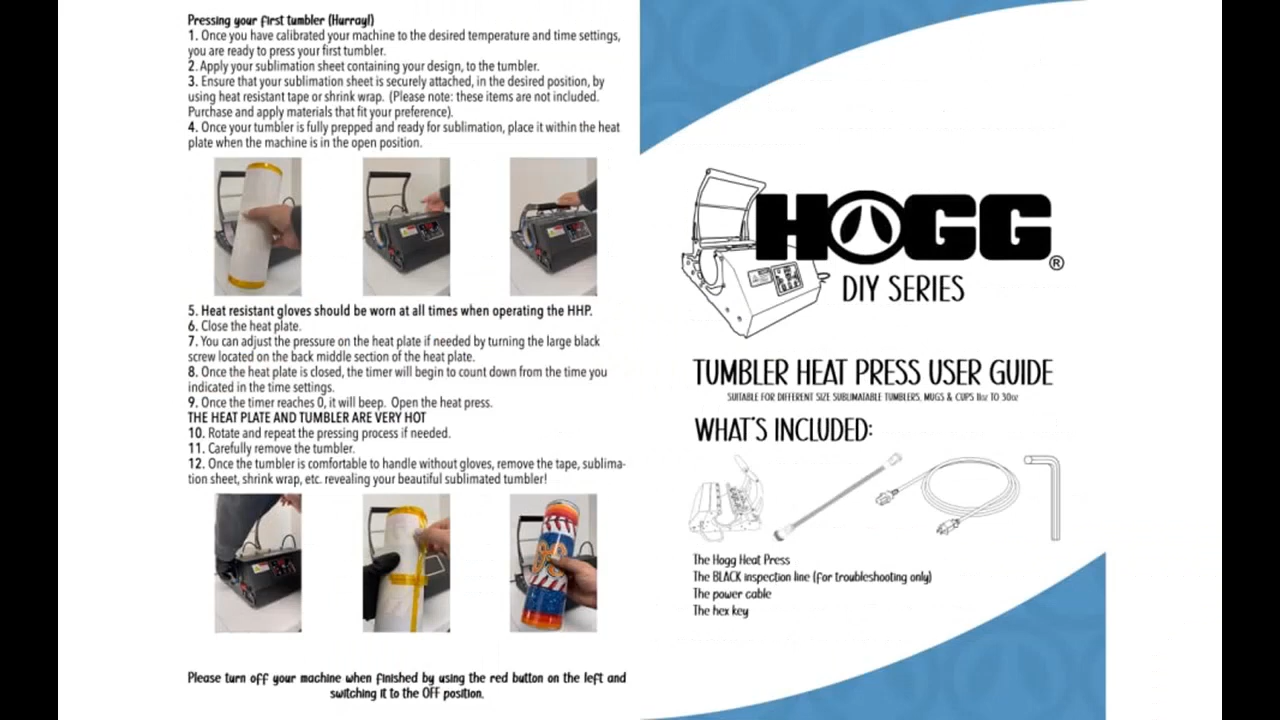 Pressing your first tumbler (Hurray!)
1. Once you have calibrated your machine to the desired temperature and time settings,
you are ready to press your first tumbler.
2. Apply your sublimation sheet containing your design, to the tumbler.
3. Ensure that your sublimation sheet is securely attached, in the desired position, by
using heat resistant tape or shrink wrap. (Please note: these items are not included.
Purchase and apply materials that fit your preference).
4. Once your tumbler is fully prepped and ready for sublimation, place it within the heat
plate when the machine is in the open position.
5. Heat resistant gloves should be worn at all times when operating the HHP.
6. Close the heat plate.
7. You can adjust the pressure on the heat plate if needed by turning the large black
screw located on the back middle section of the heat plate.
8. Once the heat plate is closed, the timer will begin to count down from the time you
indicated in the time settings.
9. Once the timer reaches 0, it will beep. Open the heat press.
THE HEAT PLATE AND TUMBLER ARE VERY HOT
10. Rotate and repeat the pressing process if needed.
11. Carefully remove the tumbler.
12. Once the tumbler is comfortable to handle without gloves, remove the tape, sublima-
tion sheet, shrink wrap, etc. revealing your beautiful sublimated tumbler!
Please turn off your machine when finished by using the red button on the left and
switching it to the OFF position.
HOGG®
DIY SERIES
TUMBLER HEAT PRESS USER GUIDE
SUITABLE FOR DIFFERENT SIZE SUBLIMATABLE TUMBLERS, MUGS & CUPS 11oz TO 30oz
WHAT'S INCLUDED:
The Hogg Heat Press
The BLACK inspection line (for troubleshooting only)
The power cable
The hex key